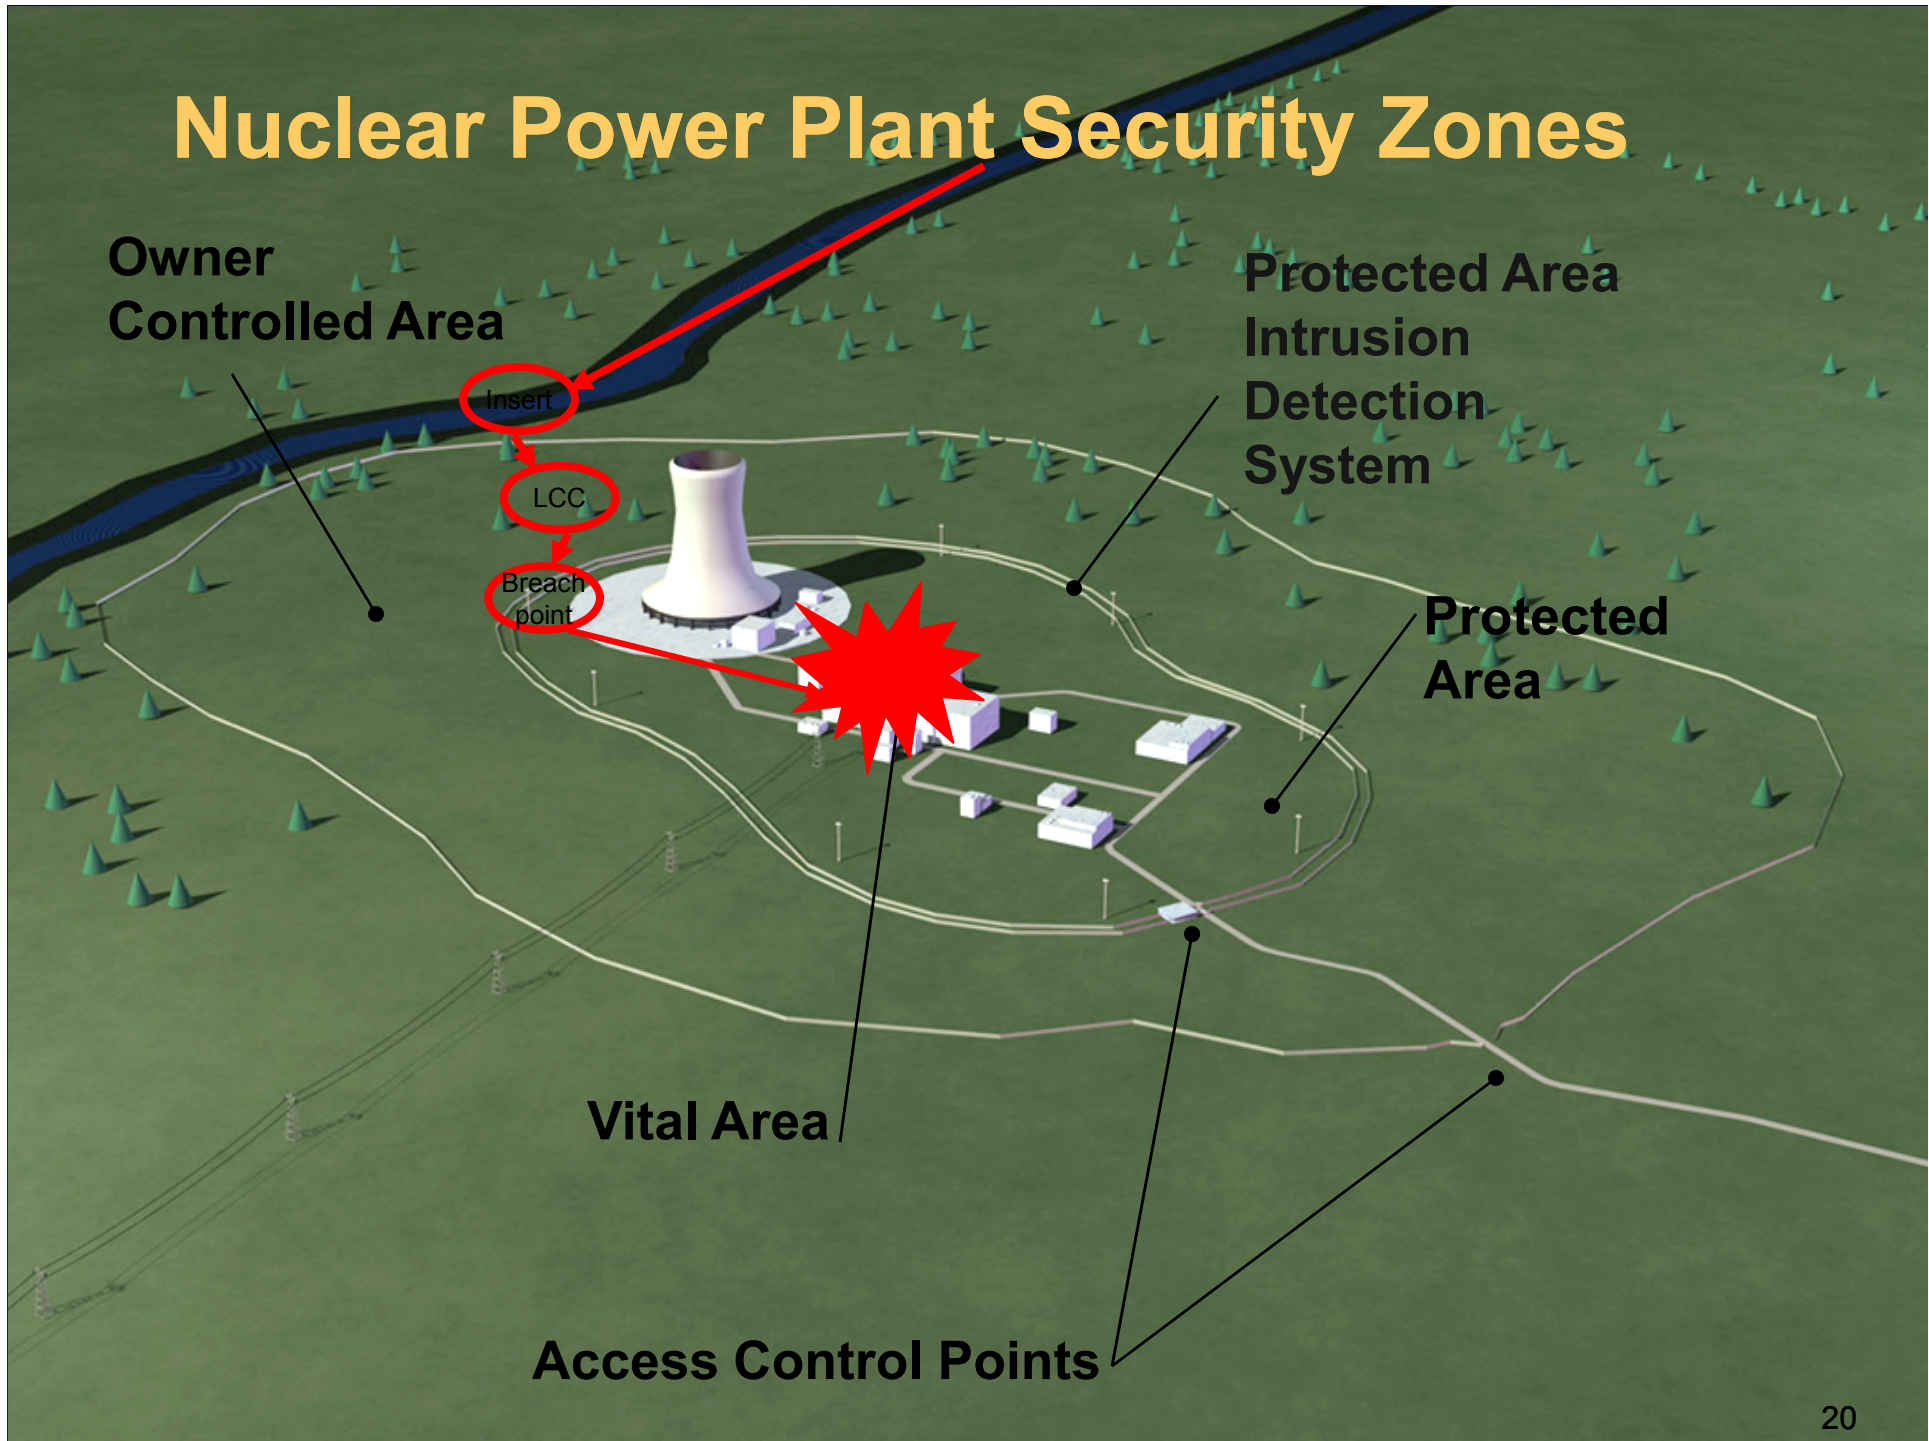 Nuclear Power Plant Security Zones
Owner
Controlled Area
Protected Area
Intrusion
Detection
System
Insert
LCC
Breach
point
Protected
Area
Vital Area
Access Control Points
20